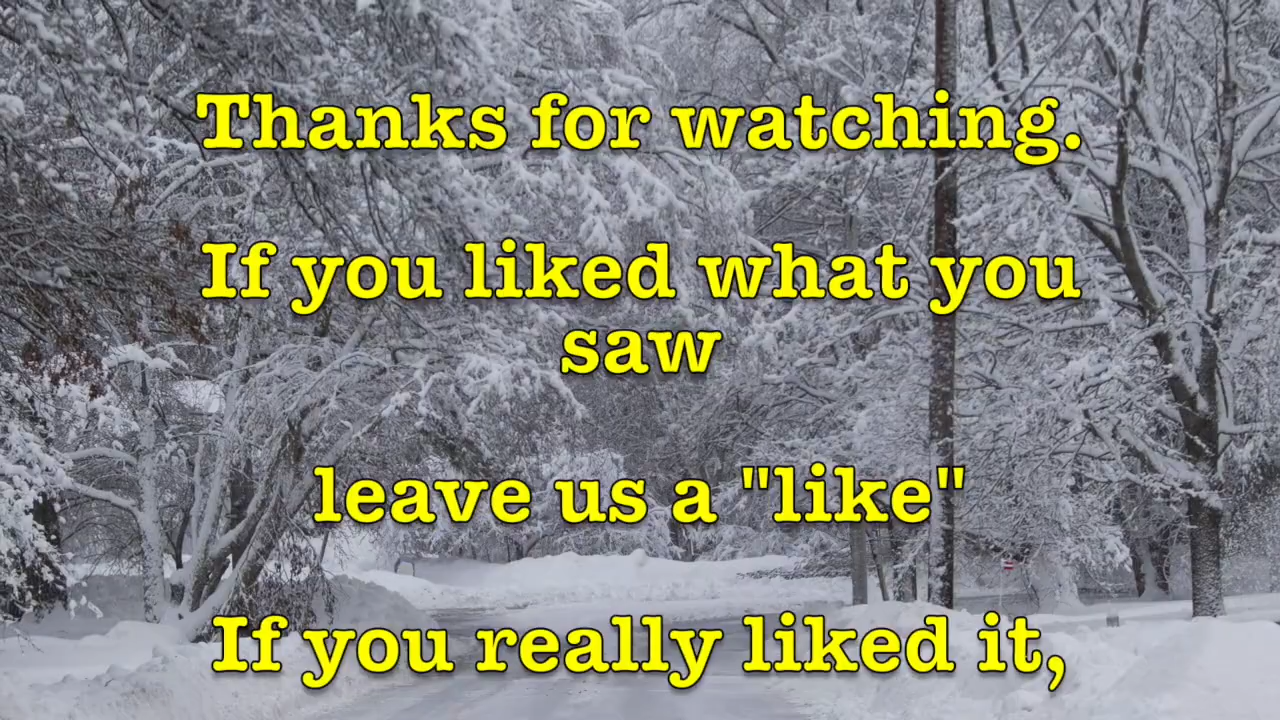 Thanks for watching.
If you liked what you
saw
leave us a "like"
If you really liked it,